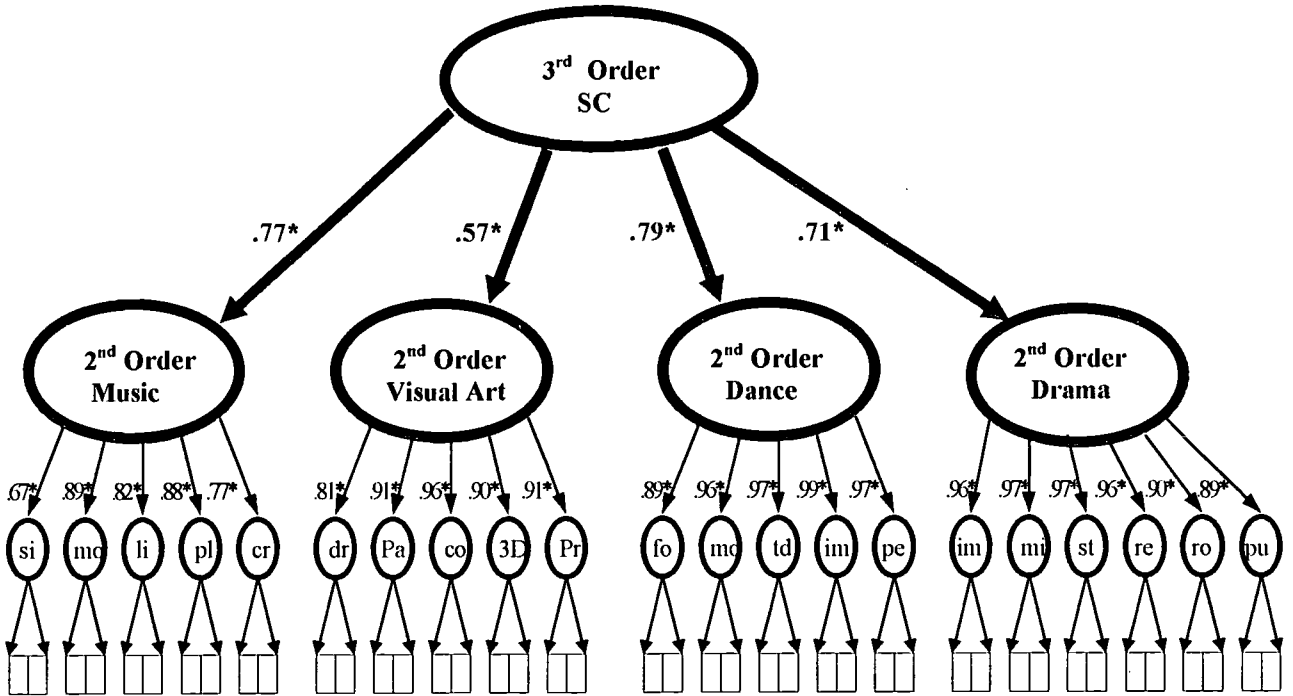 3rd Order
SC
.77* .57* .79* .71*
2nd Order
Music
2nd Order
Visual Art
2nd Order
Dance
2nd Order
Drama
.67* .89* .82* .88* .77* .81* .91* .96* .90* .91* .89* .96* .97* .99* .97* .96* .97* .97* .96* .90* .89*
si mo li pl cr dr Pa co 3D Pr fo mo td im pe im mi st re ro pu